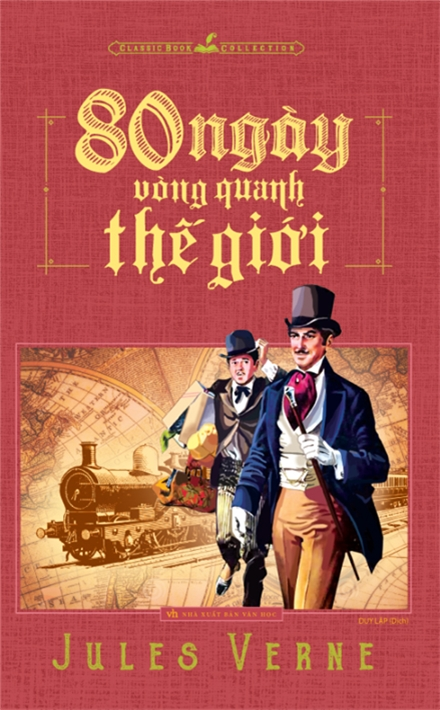 CLASSIC BOOK COLLECTION
80 ngày
vòng quanh
thế giới
vh NHÀ XUẤT BẢN VĂN HỌC
DUY LẬP (Dịch)
JULES VERNE